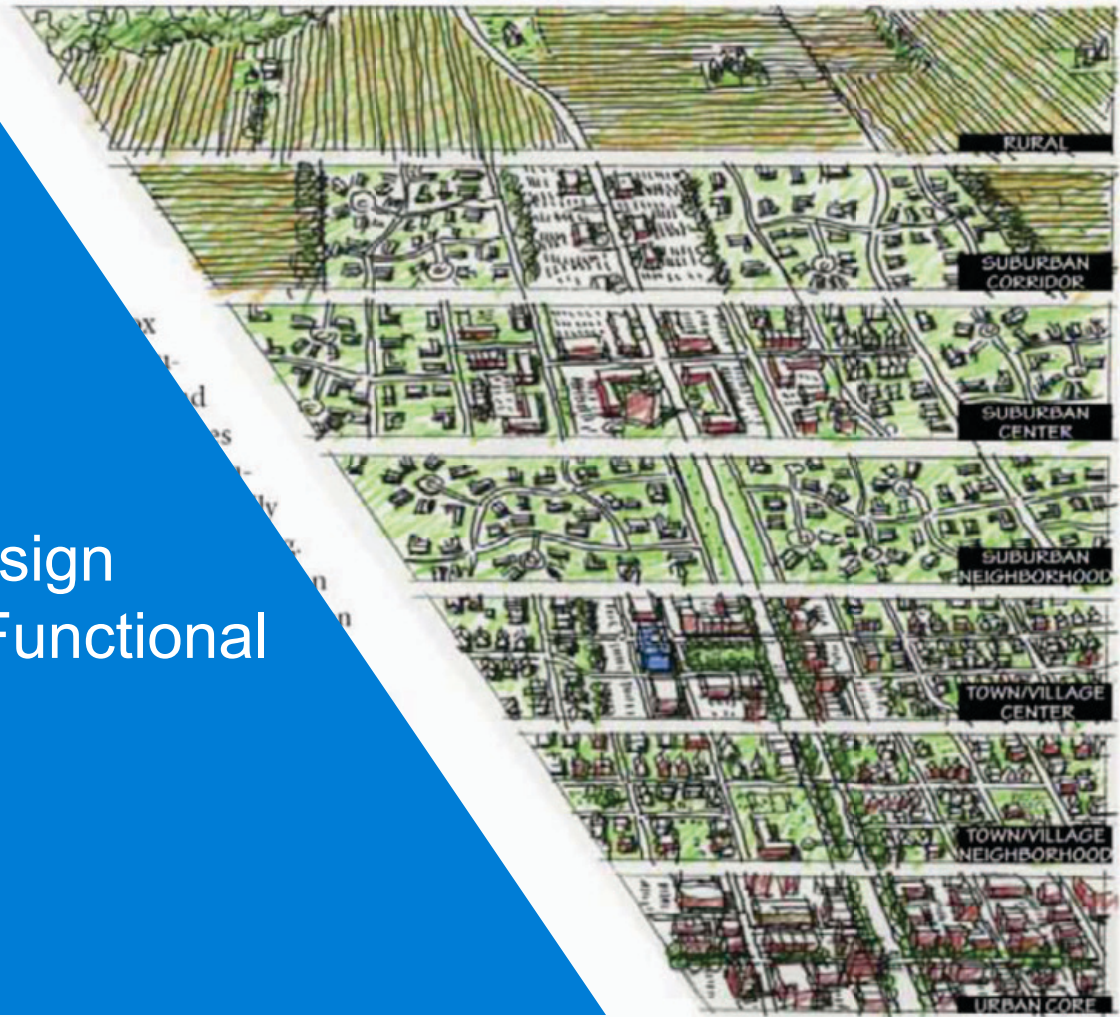 RURAL
SUBURBAN
CORRIDOR
SUBURBAN
CENTER
SUBURBAN
NEIGHBORHOOD
TOWN/VILLAGE
CENTER
TOWN/VILLAGE
NEIGHBORHOOD
URBAN CORE
sign
Functional